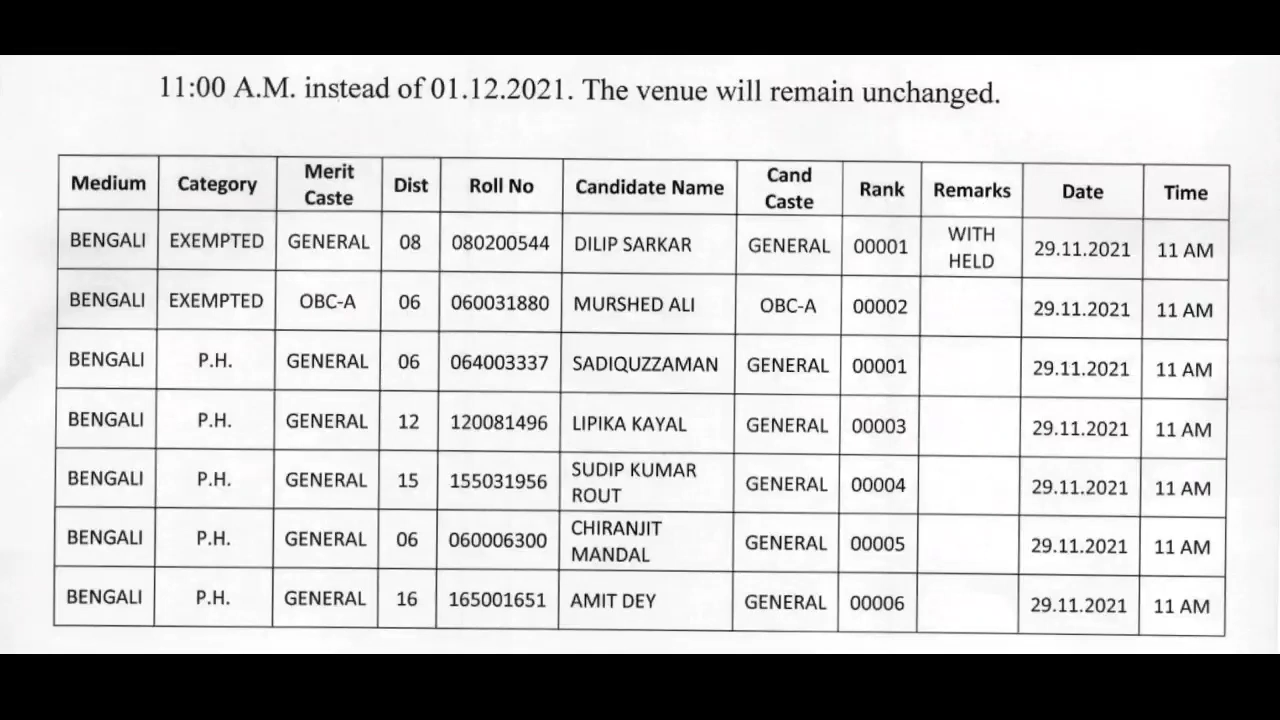 11:00 A.M. instead of 01.12.2021. The venue will remain unchanged.
Medium Category Merit Caste Dist Roll No Candidate Name Cand Caste Rank Remarks Date Time
BENGALI EXEMPTED GENERAL 08 080200544 DILIP SARKAR GENERAL 00001 WITH HELD 29.11.2021 11 AM
BENGALI EXEMPTED OBC-A 06 060031880 MURSHED ALI OBC-A 00002 29.11.2021 11 AM
BENGALI P.H. GENERAL 06 064003337 SADIQUZZAMAN GENERAL 00001 29.11.2021 11 AM
BENGALI P.H. GENERAL 12 120081496 LIPIKA KAYAL GENERAL 00003 29.11.2021 11 AM
BENGALI P.H. GENERAL 15 155031956 SUDIP KUMAR ROUT GENERAL 00004 29.11.2021 11 AM
BENGALI P.H. GENERAL 06 060006300 CHIRANJIT MANDAL GENERAL 00005 29.11.2021 11 AM
BENGALI P.H. GENERAL 16 165001651 AMIT DEY GENERAL 00006 29.11.2021 11 AM